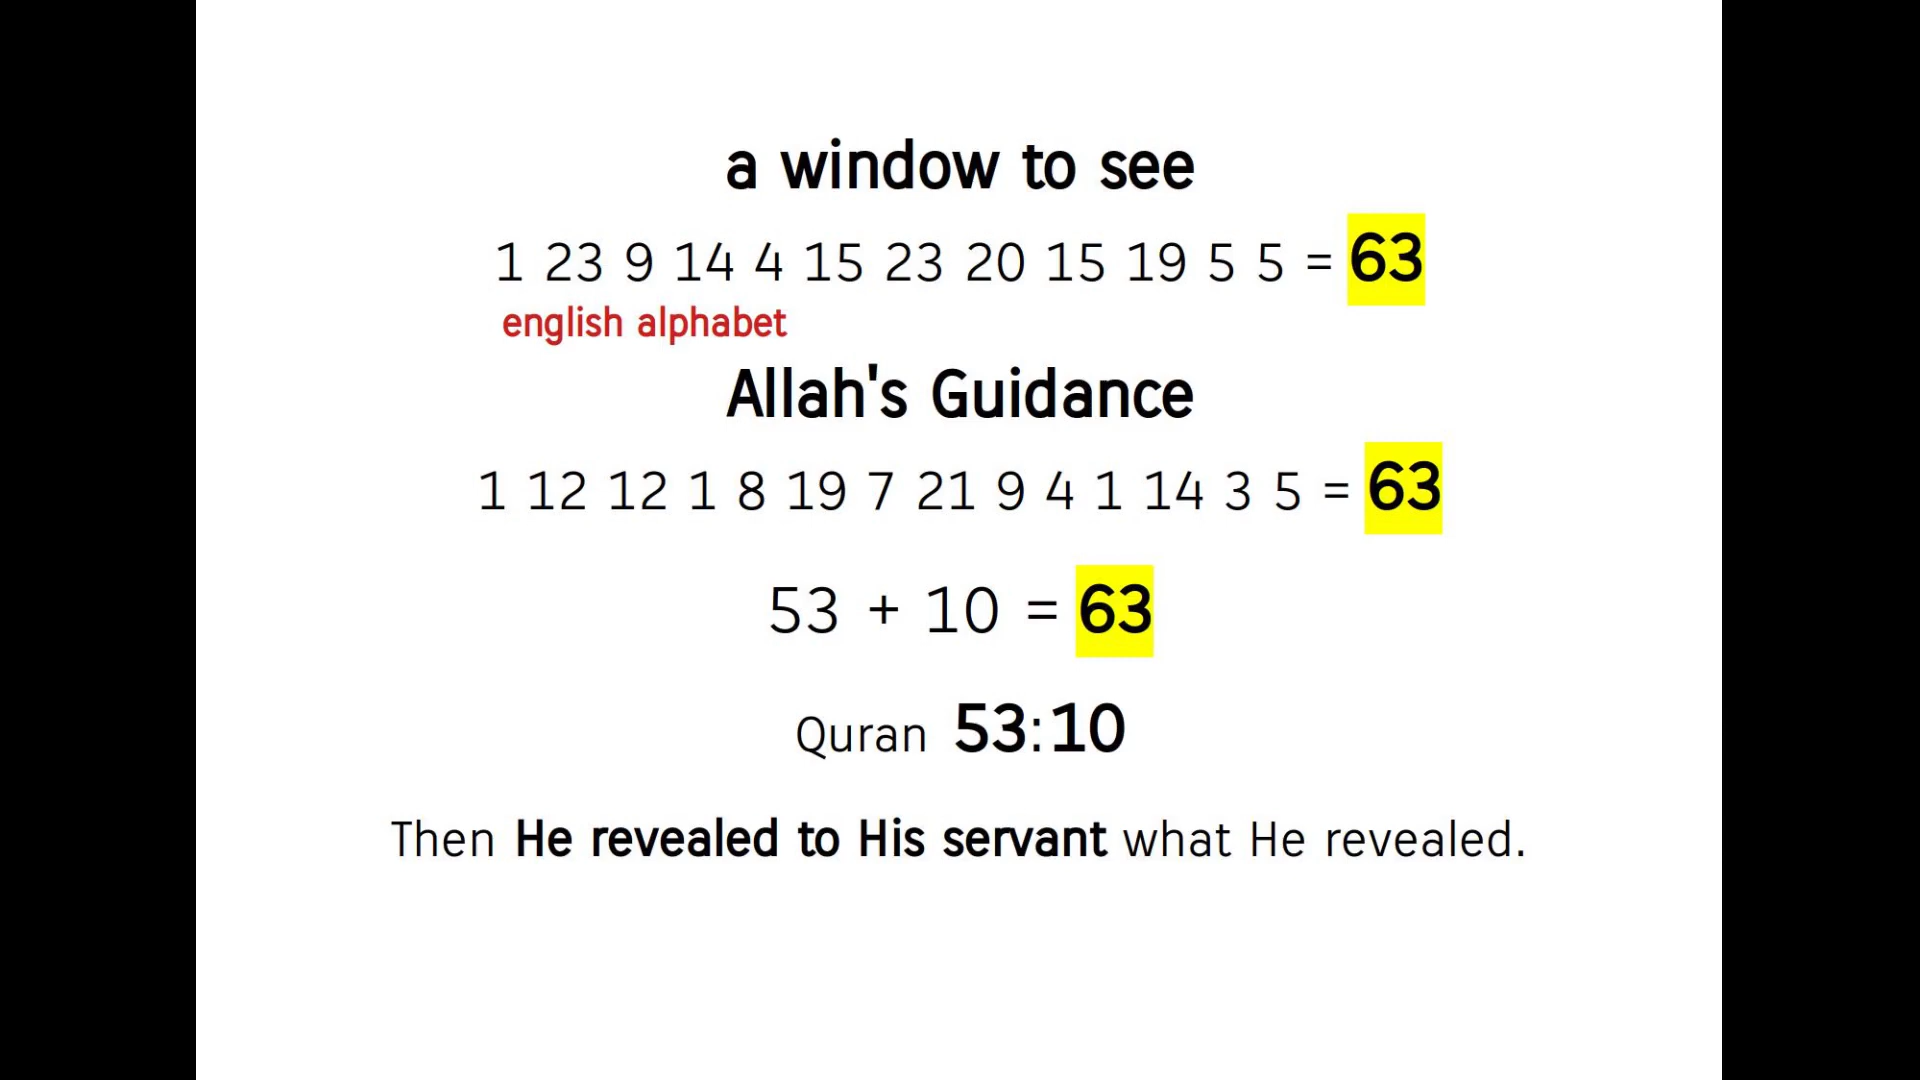 a window to see
1 23 9 14 4 15 23 20 15 19 5 5 = 63
english alphabet
Allah's Guidance
1 12 12 1 8 19 7 21 9 4 1 14 3 5 = 63
53 + 10 = 63
Quran 53:10
Then He revealed to His servant what He revealed.